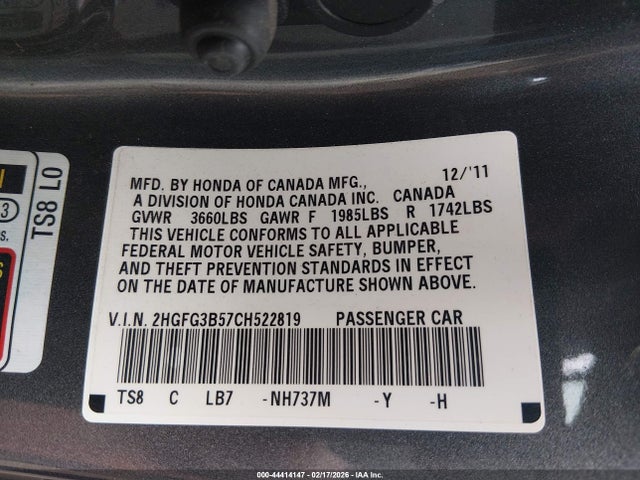 MFD. BY HONDA OF CANADA MFG., 12/'11
A DIVISION OF HONDA CANADA INC. CANADA
GVWR 3660LBS GAWR F 1985LBS R 1742LBS
THIS VEHICLE CONFORMS TO ALL APPLICABLE
FEDERAL MOTOR VEHICLE SAFETY, BUMPER,
AND THEFT PREVENTION STANDARDS IN EFFECT
ON THE DATE OF MANUFACTURE SHOWN ABOVE.
V.I.N. 2HGFG3B57CH522819 PASSENGER CAR
TS8 C LB7 -NH737M -Y -H
TS8 LO
3
000-44414147 - 02/17/2026 - IAA Inc.